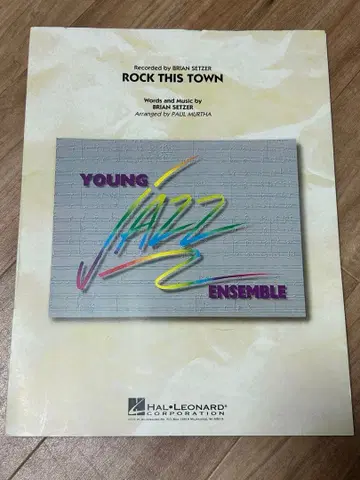 Recorded by BRIAN SETZER
ROCK THIS TOWN
Words and Music by
BRIAN SETZER
Arranged by PAUL MURTHA
YOUNG
JAZZ
ENSEMBLE
HAL•LEONARD®
CORPORATION